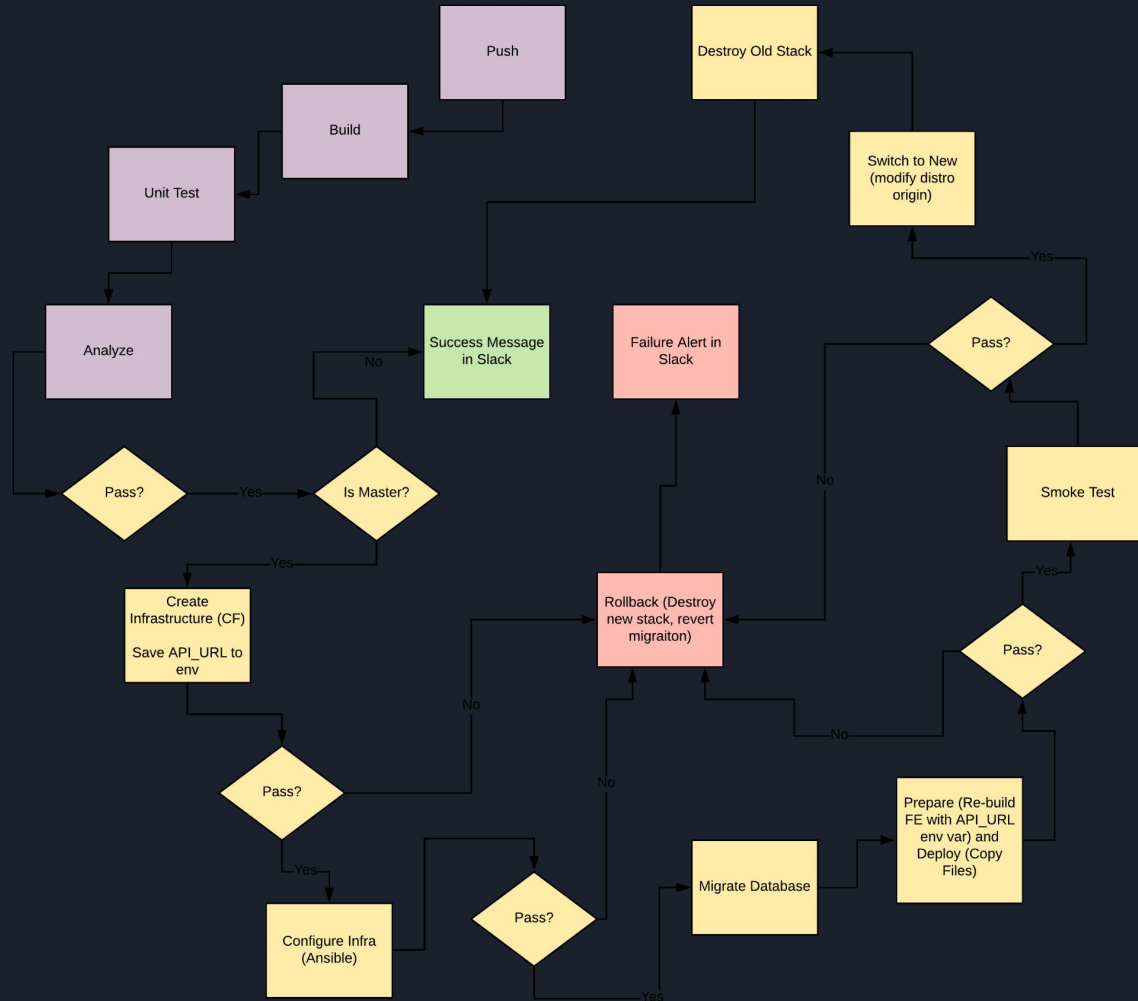 Push
Destroy Old Stack
Build
Switch to New
(modify distro
origin)
Unit Test
Yes
Success Message
in Slack
Failure Alert in
Slack
Pass?
Analyze
No
No
Pass?
Yes
Is Master?
Smoke Test
Yes
Yes
Create
Infrastructure (CF)
Save API_URL to
env
Rollback (Destroy
new stack, revert
migraiton)
Pass?
No
No
No
Pass?
Prepare (Re-build
FE with API_URL
env var) and
Deploy (Copy
Files)
Yes
Migrate Database
Pass?
Configure Infra
(Ansible)
Yes